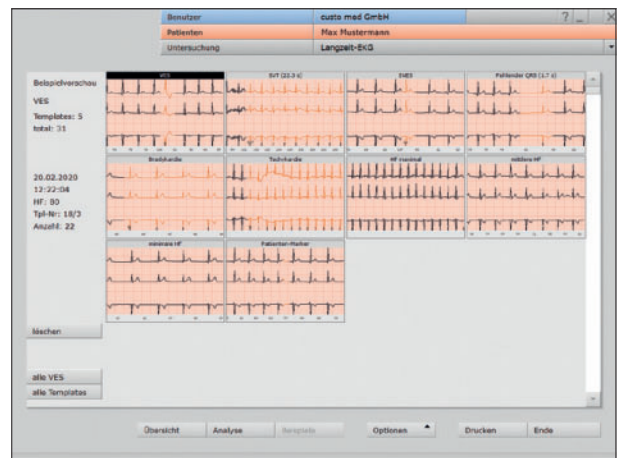 Benutzer custo med GmbH ? _ X
Patienten Max Mustermann
Untersuchung Langzeit-EKG
Beispielvorschau
VES
Templates: 5
total: 31
20.02.2020
12:22:04
HF: 80
Tpl-Nr: 18/3
Anzahl: 22
VES SVT (22.3 s) SVES Fehlender QRS (1.7 s)
Bradykardie Tachykardie HF maximal mittlere HF
minimale HF Patienten-Marker
löschen
alle VES
alle Templates
Übersicht Analyse Beispiele Optionen Drucken Ende